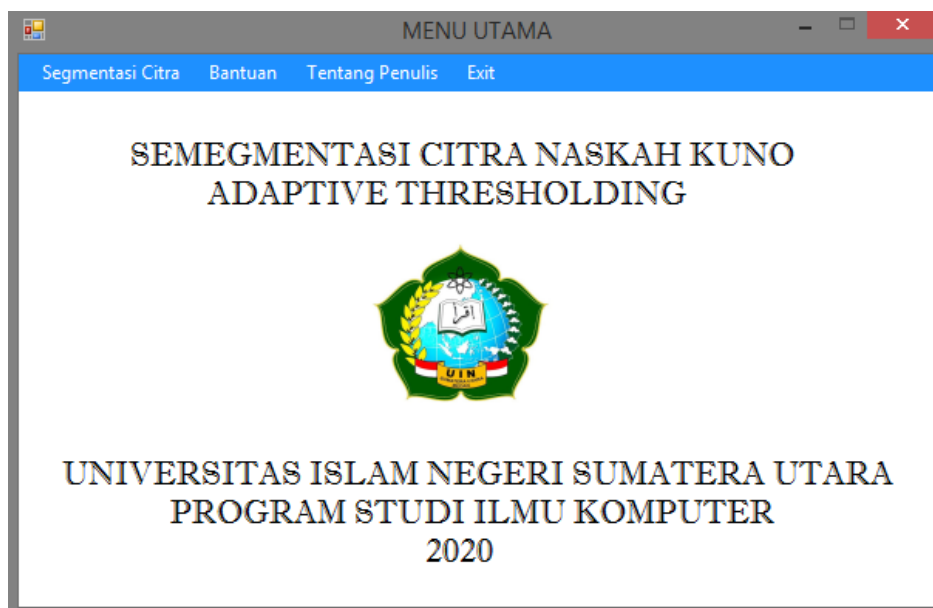 MENU UTAMA
Segmentasi Citra Bantuan Tentang Penulis Exit
SEMEGMENTASI CITRA NASKAH KUNO
ADAPTIVE THRESHOLDING
اقرأ
UIN
UNIVERSITAS ISLAM NEGERI SUMATERA UTARA
PROGRAM STUDI ILMU KOMPUTER
2020